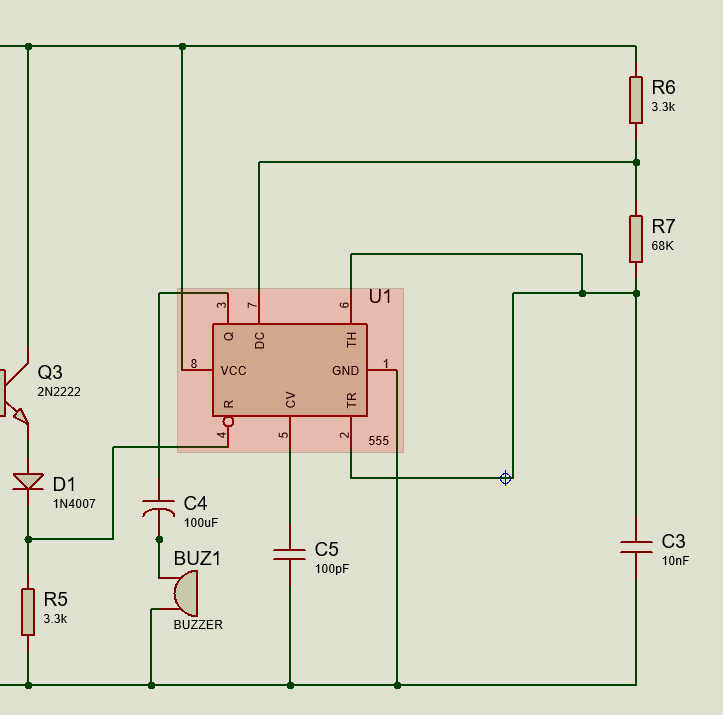 R6
3.3k
R7
68K
U1
3
7
6
Q
DC
TH
8
VCC
GND
1
R
CV
TR
4
5
2
555
Q3
2N2222
D1
1N4007
C4
100uF
BUZ1
BUZZER
C5
100pF
C3
10nF
R5
3.3k